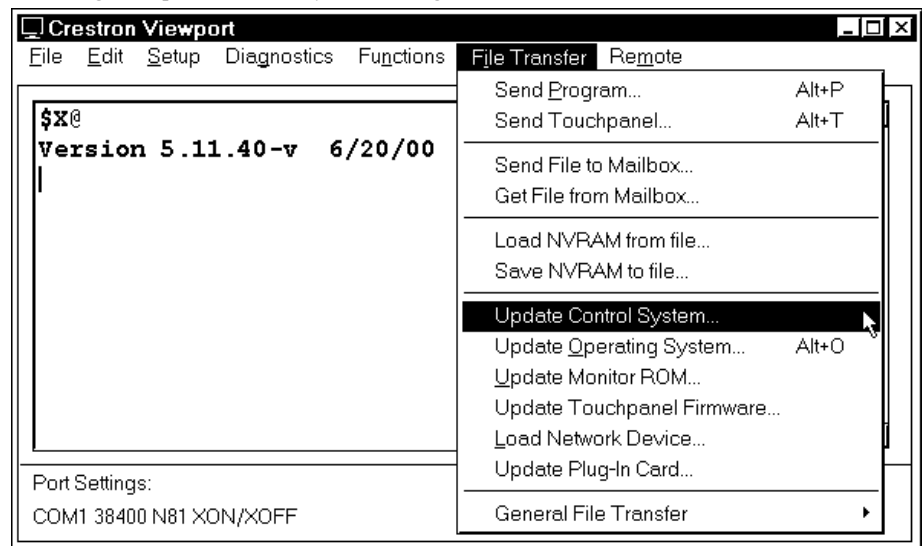 Crestron Viewport
File Edit Setup Diagnostics Functions File Transfer Remote
$X@
Version 5.11.40-v 6/20/00
Send Program... Alt+P
Send Touchpanel... Alt+T
Send File to Mailbox...
Get File from Mailbox...
Load NVRAM from file...
Save NVRAM to file...
Update Control System...
Update Operating System... Alt+O
Update Monitor ROM...
Update Touchpanel Firmware...
Load Network Device...
Update Plug-In Card...
General File Transfer
Port Settings:
COM1 38400 N81 XON/XOFF